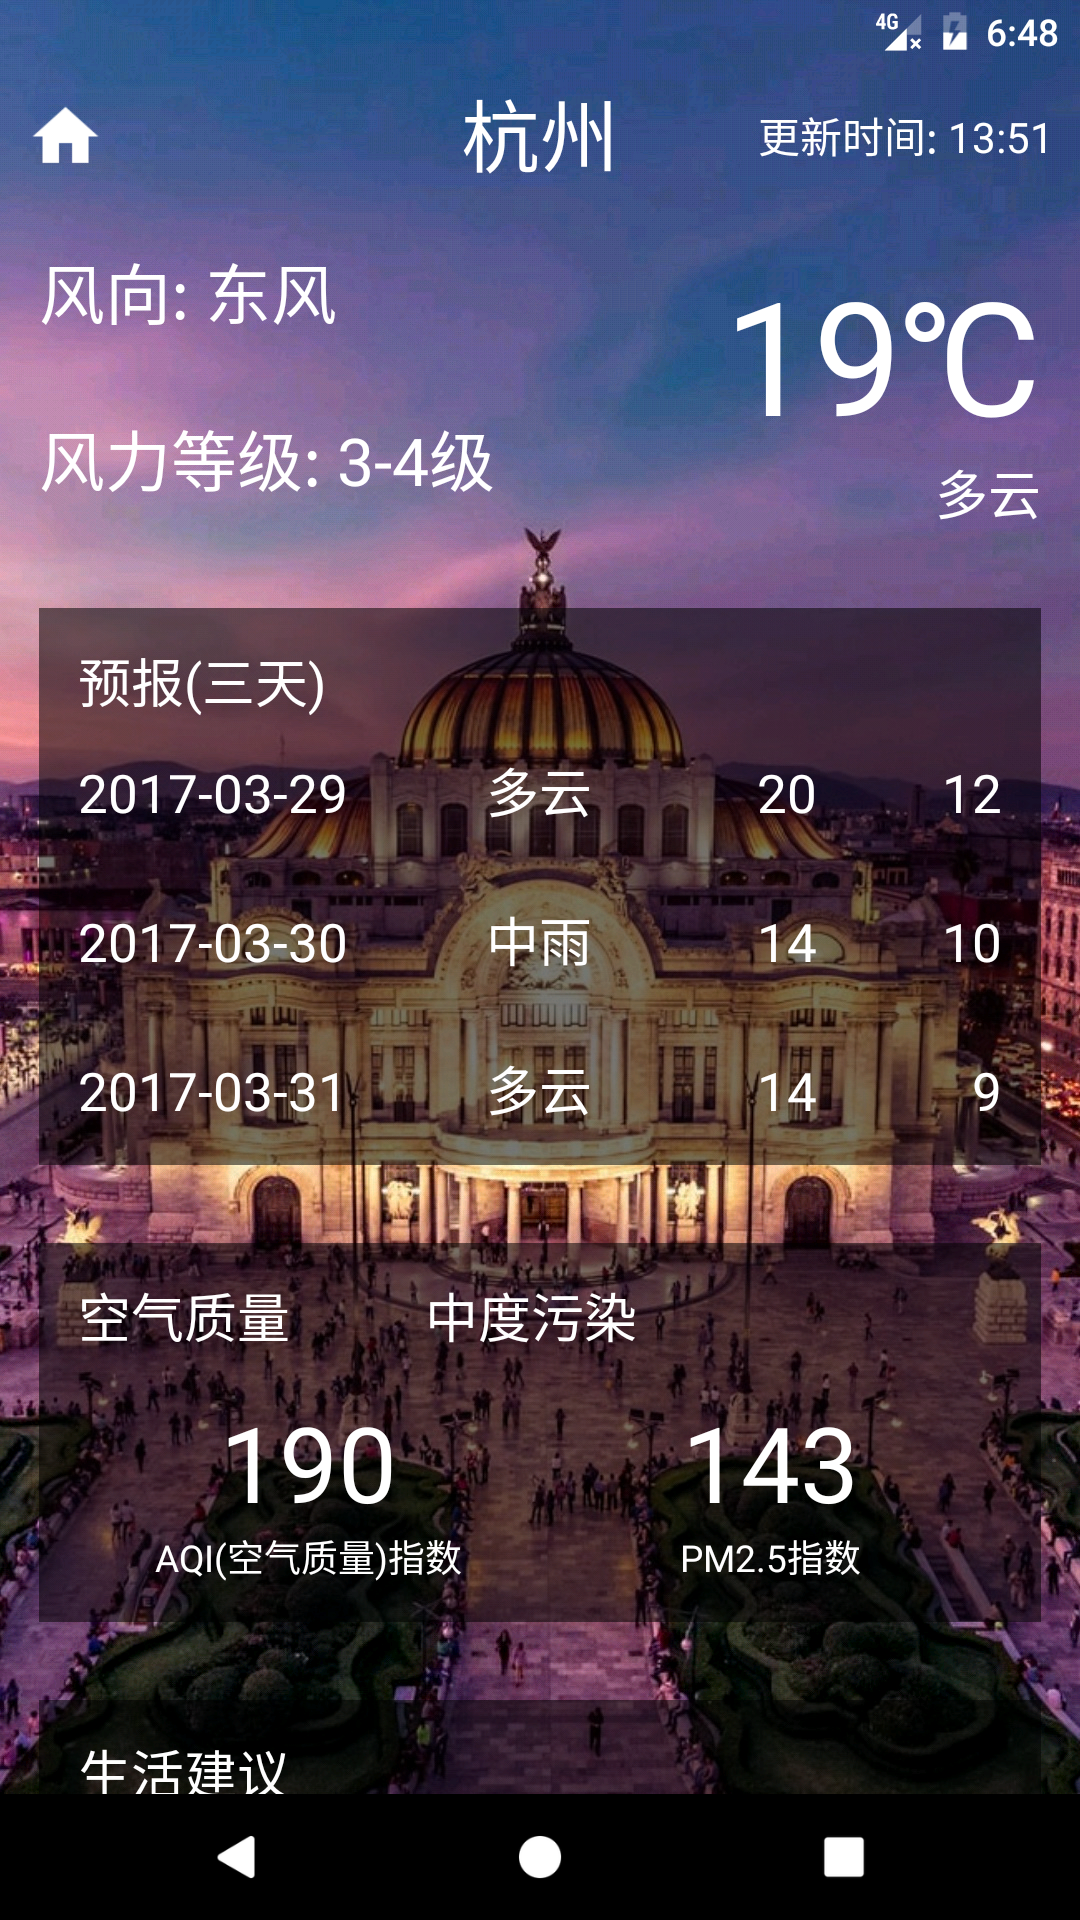 4G 6:48
杭州 更新时间: 13:51
风向: 东风
19℃
风力等级: 3-4级
多云
预报(三天)
2017-03-29 多云 20 12
2017-03-30 中雨 14 10
2017-03-31 多云 14 9
空气质量 中度污染
190 143
AQI(空气质量)指数 PM2.5指数
生活建议